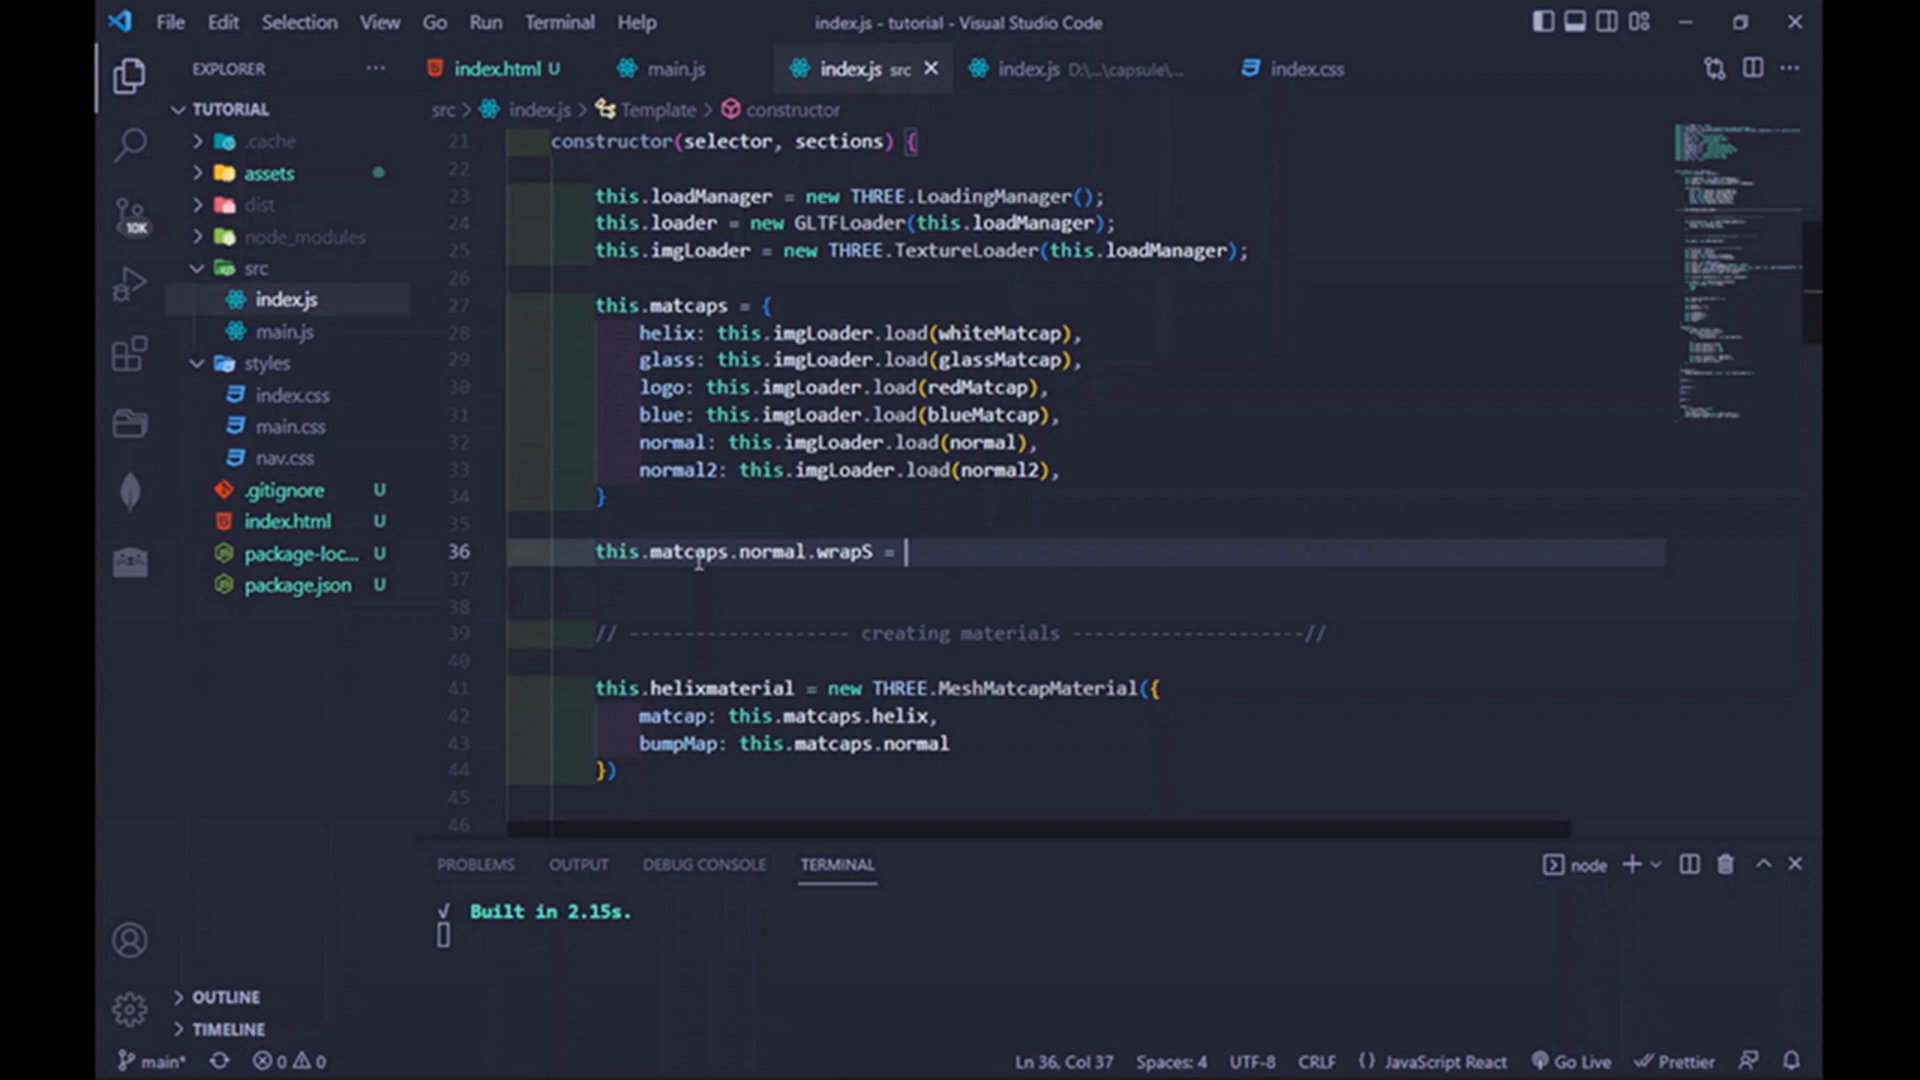 File Edit Selection View Go Run Terminal Help index.js - tutorial - Visual Studio Code
EXPLORER ···
index.html U main.js index.js src index.js D:\...\capsule\... index.css
TUTORIAL
.cache
assets
dist
node_modules
src
index.js
main.js
styles
index.css
main.css
nav.css
.gitignore U
index.html U
package-loc... U
package.json U
OUTLINE
TIMELINE
10K
src > index.js > Template > constructor
21 constructor(selector, sections) {
22
23 this.loadManager = new THREE.LoadingManager();
24 this.loader = new GLTFLoader(this.loadManager);
25 this.imgLoader = new THREE.TextureLoader(this.loadManager);
26
27 this.matcaps = {
28 helix: this.imgLoader.load(whiteMatcap),
29 glass: this.imgLoader.load(glassMatcap),
30 logo: this.imgLoader.load(redMatcap),
31 blue: this.imgLoader.load(blueMatcap),
32 normal: this.imgLoader.load(normal),
33 normal2: this.imgLoader.load(normal2),
34 }
35
36 this.matcaps.normal.wrapS =
37
38
39 // -------------------- creating materials ---------------------//
40
41 this.helixmaterial = new THREE.MeshMatcapMaterial({
42 matcap: this.matcaps.helix,
43 bumpMap: this.matcaps.normal
44 })
45
46
PROBLEMS OUTPUT DEBUG CONSOLE TERMINAL node
√ Built in 2.15s.
main* 0 0 Ln 36, Col 37 Spaces: 4 UTF-8 CRLF {} JavaScript React Go Live Prettier